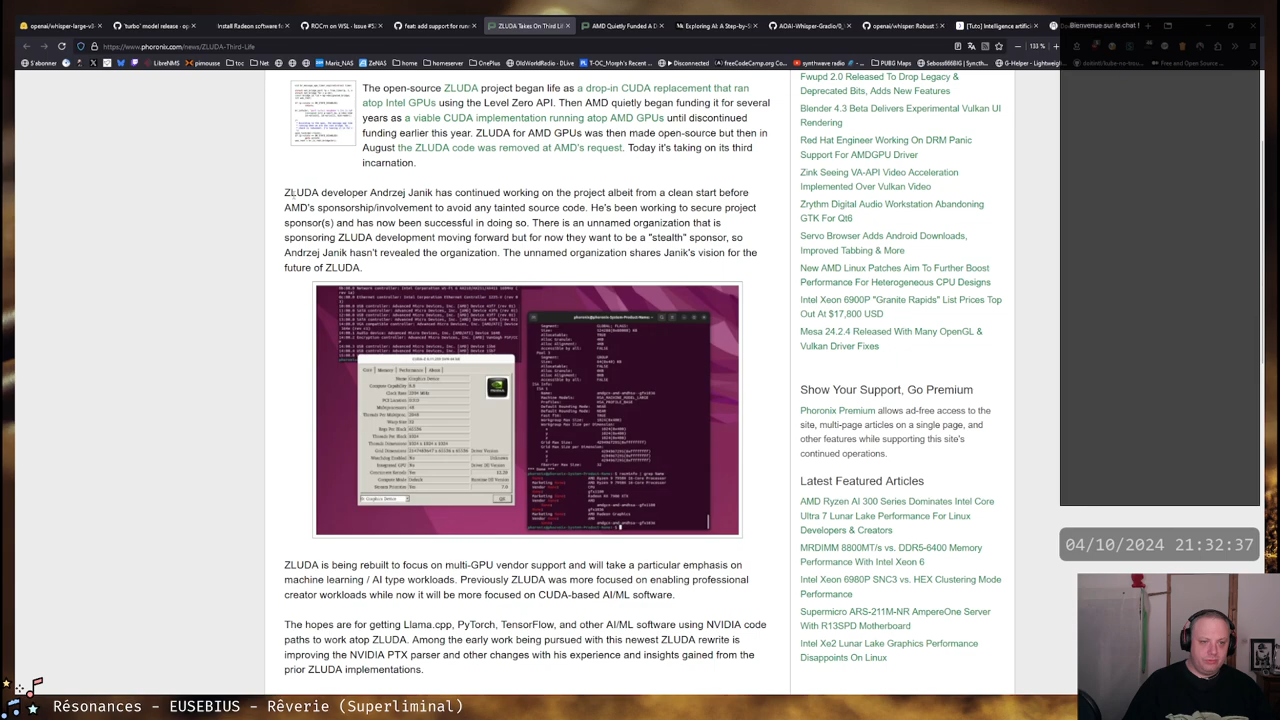 openai/whisper-large-v3
'turbo' model release · op
Install Radeon software fo
ROCm on WSL · Issue #52
feat: add support for run
ZLUDA Takes On Third Life
AMD Quietly Funded A D
Exploring AI: A Step-by-S
AOAI-Whisper-Gradio/0_
openai/whisper: Robust S
[Tuto] Intelligence artific
Bienvenue sur le chat !
https://www.phoronix.com/news/ZLUDA-Third-Life
133 %
S'abonner
Toc
Net
Maris_NAS
ZeNAS
home
homeserver
OnePlus
OldWorldRadio - DLive
T-OC_Morph's Recent
Disconnected
freeCodeCamp.org
synthwave radio
PUBG Maps
G-Helper - Lightweigh
LibreNMS
pimouse
The open-source ZLUDA project began life as a drop-in CUDA replacement that ran
atop Intel GPUs using the Level Zero API. Then AMD quietly began funding it for several
years as a viable CUDA implementation running atop AMD GPUs until discontinuing
funding earlier this year. ZLUDA for AMD GPUs was then made open-source but then in
August the ZLUDA code was removed at AMD's request. Today it's taking on its third
incarnation.
ZLUDA developer Andrzej Janik has continued working on the project albeit from a clean start before
AMD's sponsorship/involvement to avoid any tainted source code. He's been working to secure project
sponsor(s) and has now been successful in doing so. There is an unnamed organization that is
sponsoring ZLUDA development moving forward but for now they want to be a "stealth" sponsor, so
Andrzej Janik hasn't revealed the organization. The unnamed organization shares Janik's vision for the
future of ZLUDA.
ZLUDA is being rebuilt to focus on multi-GPU vendor support and will take a particular emphasis on
machine learning / AI type workloads. Previously ZLUDA was more focused on enabling professional
creator workloads while now it will be more focused on CUDA-based AI/ML software.
The hopes are for getting Llama.cpp, PyTorch, TensorFlow, and other AI/ML software using NVIDIA code
paths to work atop ZLUDA. Among the early work being pursued with this newest ZLUDA rewrite is
improving the NVIDIA PTX parser and other changes with his experience and insights gained from the
prior ZLUDA implementations.
Fwupd 2.0 Released To Drop Legacy &
Deprecated Bits, Adds New Features
Blender 4.3 Beta Delivers Experimental Vulkan UI
Rendering
Red Hat Engineer Working On DRM Panic
Support For AMDGPU Driver
Zink Seeing VA-API Video Acceleration
Implemented Over Vulkan Video
Zrythm Digital Audio Workstation Abandoning
GTK For Qt6
Servo Browser Adds Android Downloads,
Improved Tabbing & More
New AMD Linux Patches Aim To Further Boost
Performance For Heterogeneous CPU Designs
Intel Xeon 6900P "Granite Rapids" List Prices Top
Out At $17,800 USD
Mesa 24.2.4 Released With Many OpenGL &
Vulkan Driver Fixes
Show Your Support, Go Premium
Phoronix Premium allows ad-free access to the
site, multi-page articles on a single page, and
other features while supporting this site's
continued operations.
Latest Featured Articles
AMD Ryzen AI 300 Series Dominates Intel Core
Ultra 7 Lunar Lake Performance For Linux
Developers & Creators
MRDIMM 8800MT/s vs. DDR5-6400 Memory
Performance With Intel Xeon 6
Intel Xeon 6980P SNC3 vs. HEX Clustering Mode
Performance
Supermicro ARS-211M-NR AmpereOne Server
With R13SPD Motherboard
Intel Xe2 Lunar Lake Graphics Performance
Disappoints On Linux
04/10/2024 21:32:37
Résonances - EUSEBIUS - Rêverie (Superliminal)